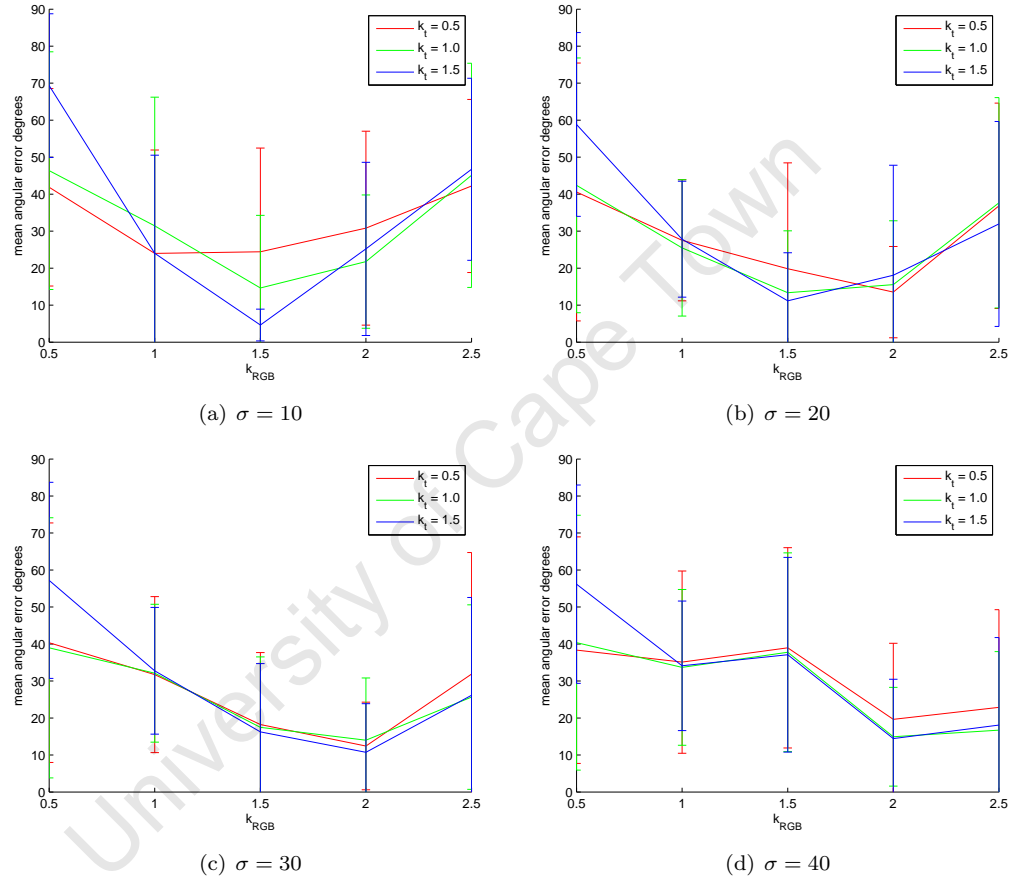 90
80
70
60
50
40
30
20
10
0
mean angular error degrees
0.5 1 1.5 2 2.5
k_RGB
k_t = 0.5
k_t = 1.0
k_t = 1.5
(a) σ = 10
90
80
70
60
50
40
30
20
10
0
mean angular error degrees
0.5 1 1.5 2 2.5
k_RGB
k_t = 0.5
k_t = 1.0
k_t = 1.5
(b) σ = 20
90
80
70
60
50
40
30
20
10
0
mean angular error degrees
0.5 1 1.5 2 2.5
k_RGB
k_t = 0.5
k_t = 1.0
k_t = 1.5
(c) σ = 30
90
80
70
60
50
40
30
20
10
0
mean angular error degrees
0.5 1 1.5 2 2.5
k_RGB
k_t = 0.5
k_t = 1.0
k_t = 1.5
(d) σ = 40
University of Cape Town